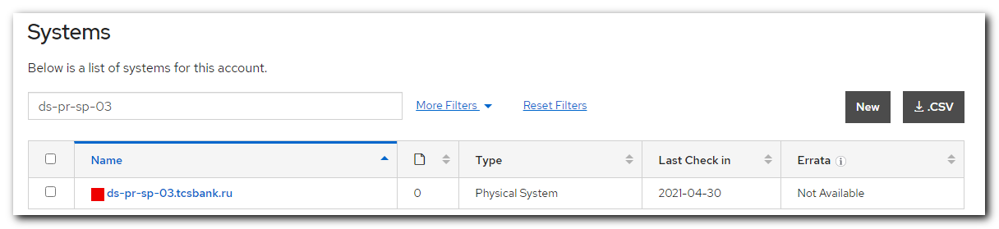 Systems
Below is a list of systems for this account.
ds-pr-sp-03 More Filters Reset Filters New .CSV
Name Type Last Check in Errata
ds-pr-sp-03.tcsbank.ru 0 Physical System 2021-04-30 Not Available